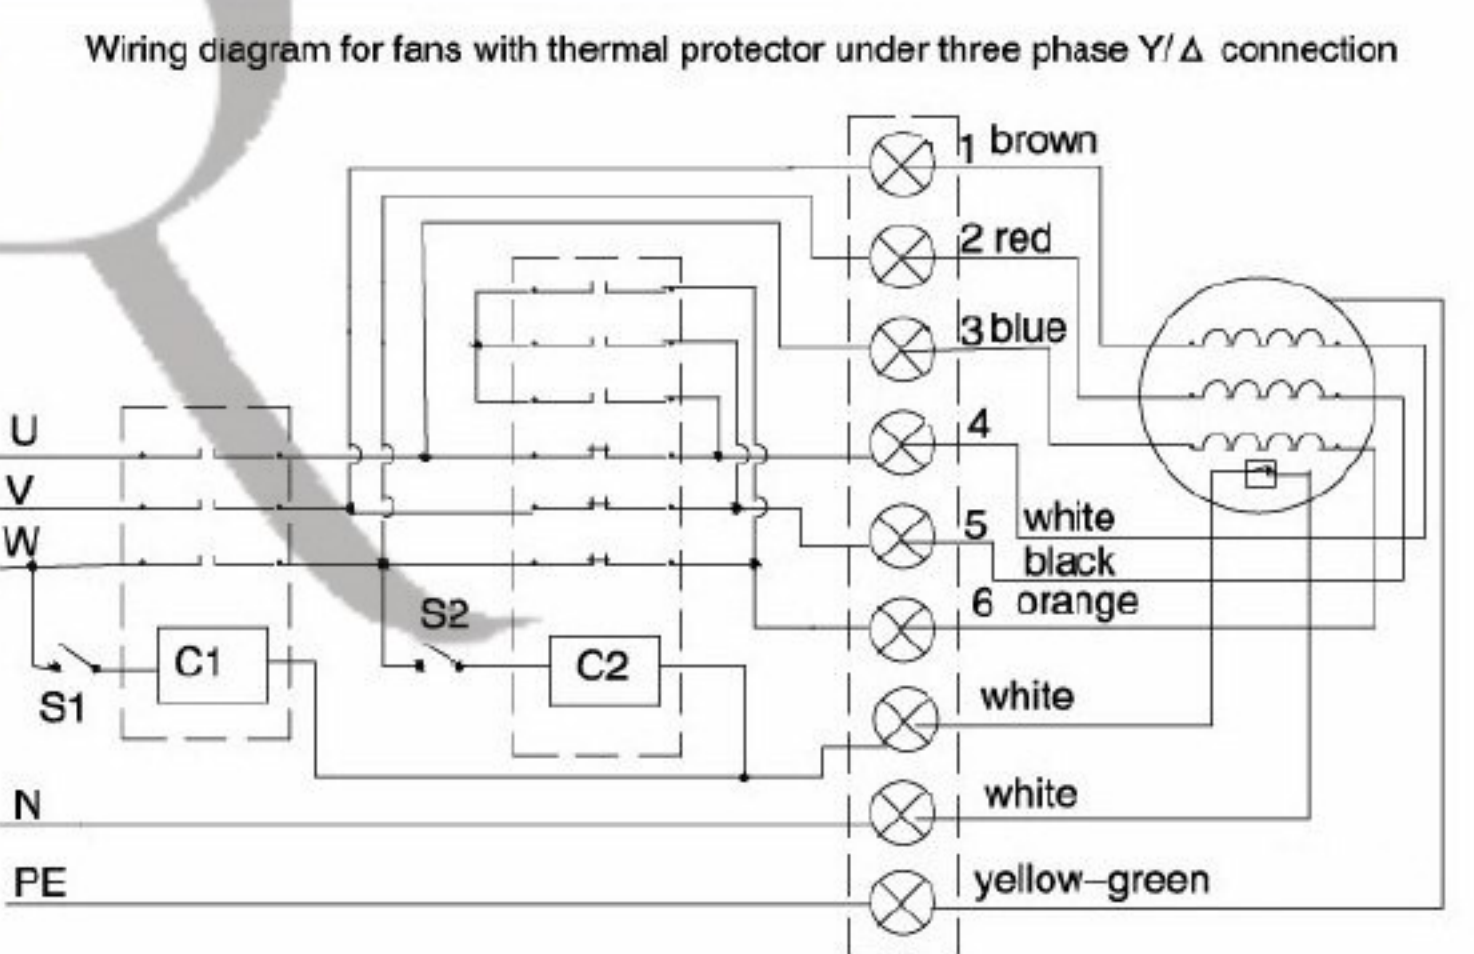 Wiring diagram for fans with thermal protector under three phase Y/ Δ connection
1 brown
2 red
3 blue
4
U
V
W
5
white
black
6 orange
S2
C1
C2
S1
white
N
white
PE
yellow-green